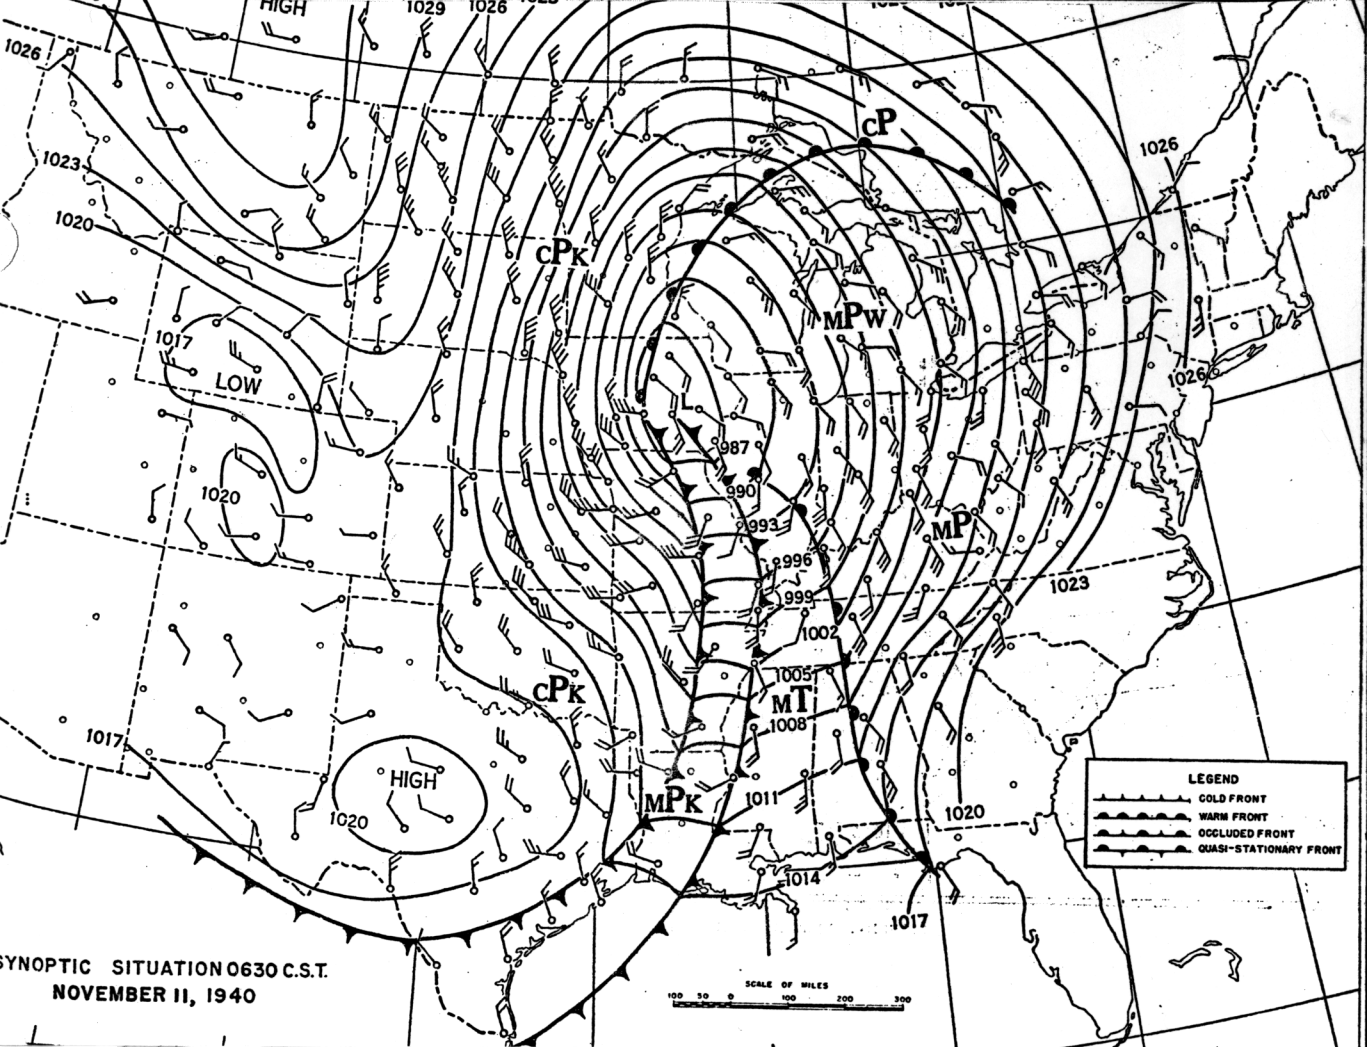 HIGH
1029
1026
1026
cP
1026
1023
1020
cPK
MPW
1017
LOW
1026
L
987
1020
990
993
MP
996
999
1023
1002
1005
cPK
MT
1008
1017
HIGH
MPK
1011
1020
1020
1014
1017
LEGEND
COLD FRONT
WARM FRONT
OCCLUDED FRONT
QUASI-STATIONARY FRONT
SYNOPTIC SITUATION 0630 C.S.T.
NOVEMBER 11, 1940
SCALE OF MILES
100 50 0 100 200 300